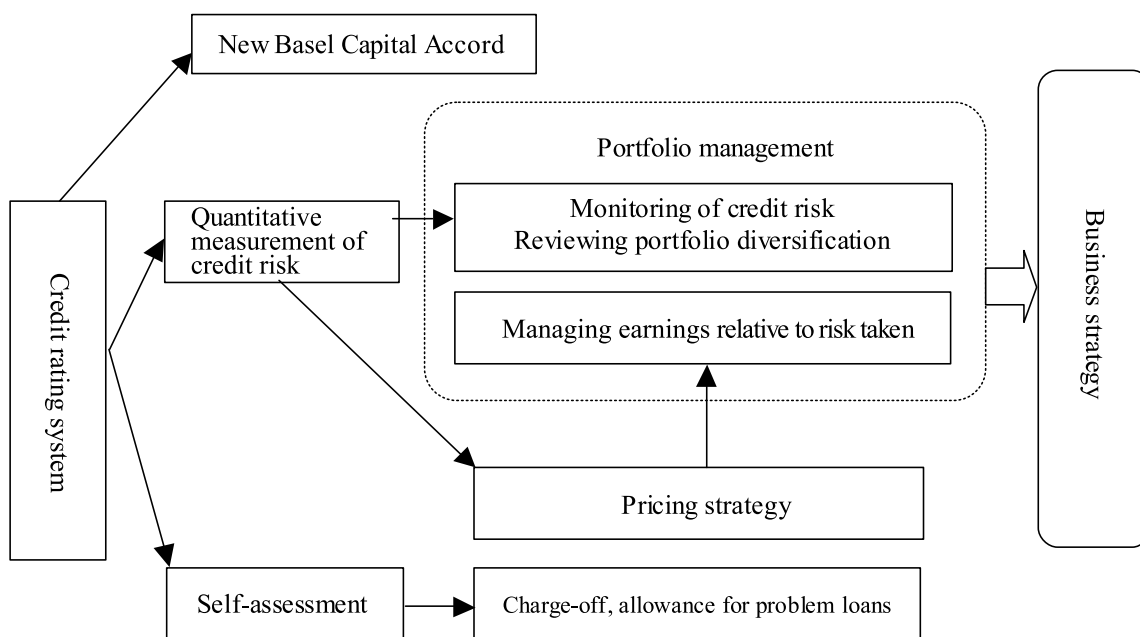 New Basel Capital Accord
Portfolio management
Quantitative
measurement of
credit risk
Monitoring of credit risk
Reviewing portfolio diversification
Managing earnings relative to risk taken
Credit rating system
Business strategy
Pricing strategy
Self-assessment
Charge-off, allowance for problem loans